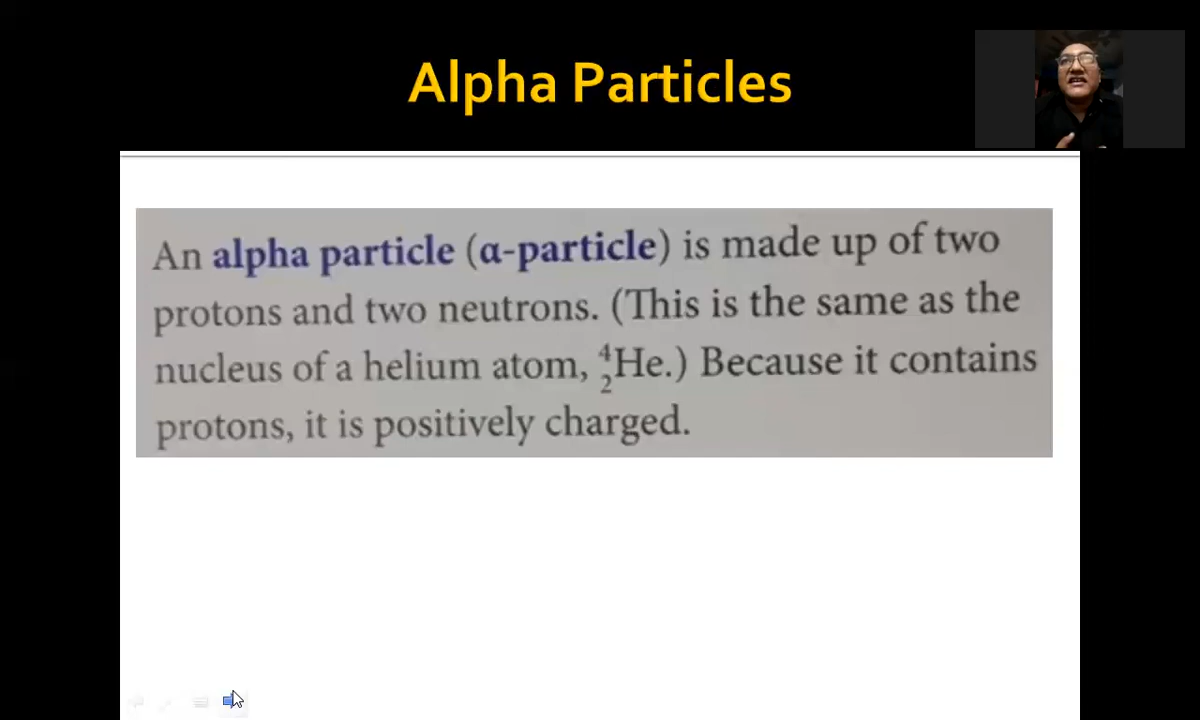 Alpha Particles
An alpha particle (α-particle) is made up of two
protons and two neutrons. (This is the same as the
nucleus of a helium atom, ⁴₂He.) Because it contains
protons, it is positively charged.